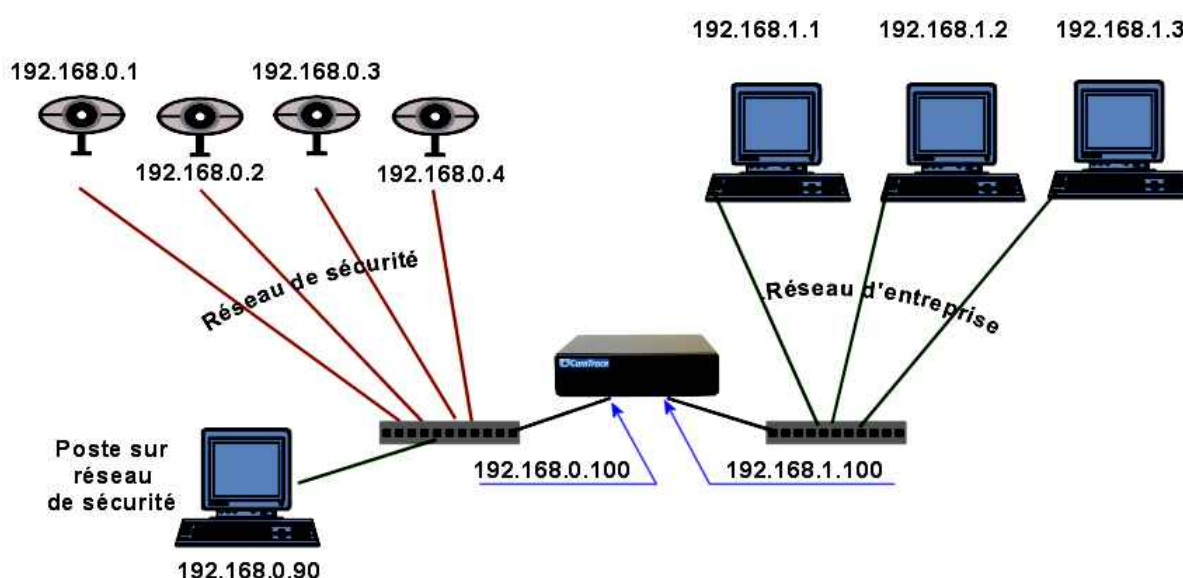 192.168.1.1
192.168.1.2
192.168.1.3
192.168.0.1
192.168.0.3
192.168.0.2
192.168.0.4
Réseau de sécurité
Réseau d'entreprise
CamTrace
Poste sur
réseau
de sécurité
192.168.0.100
192.168.1.100
192.168.0.90